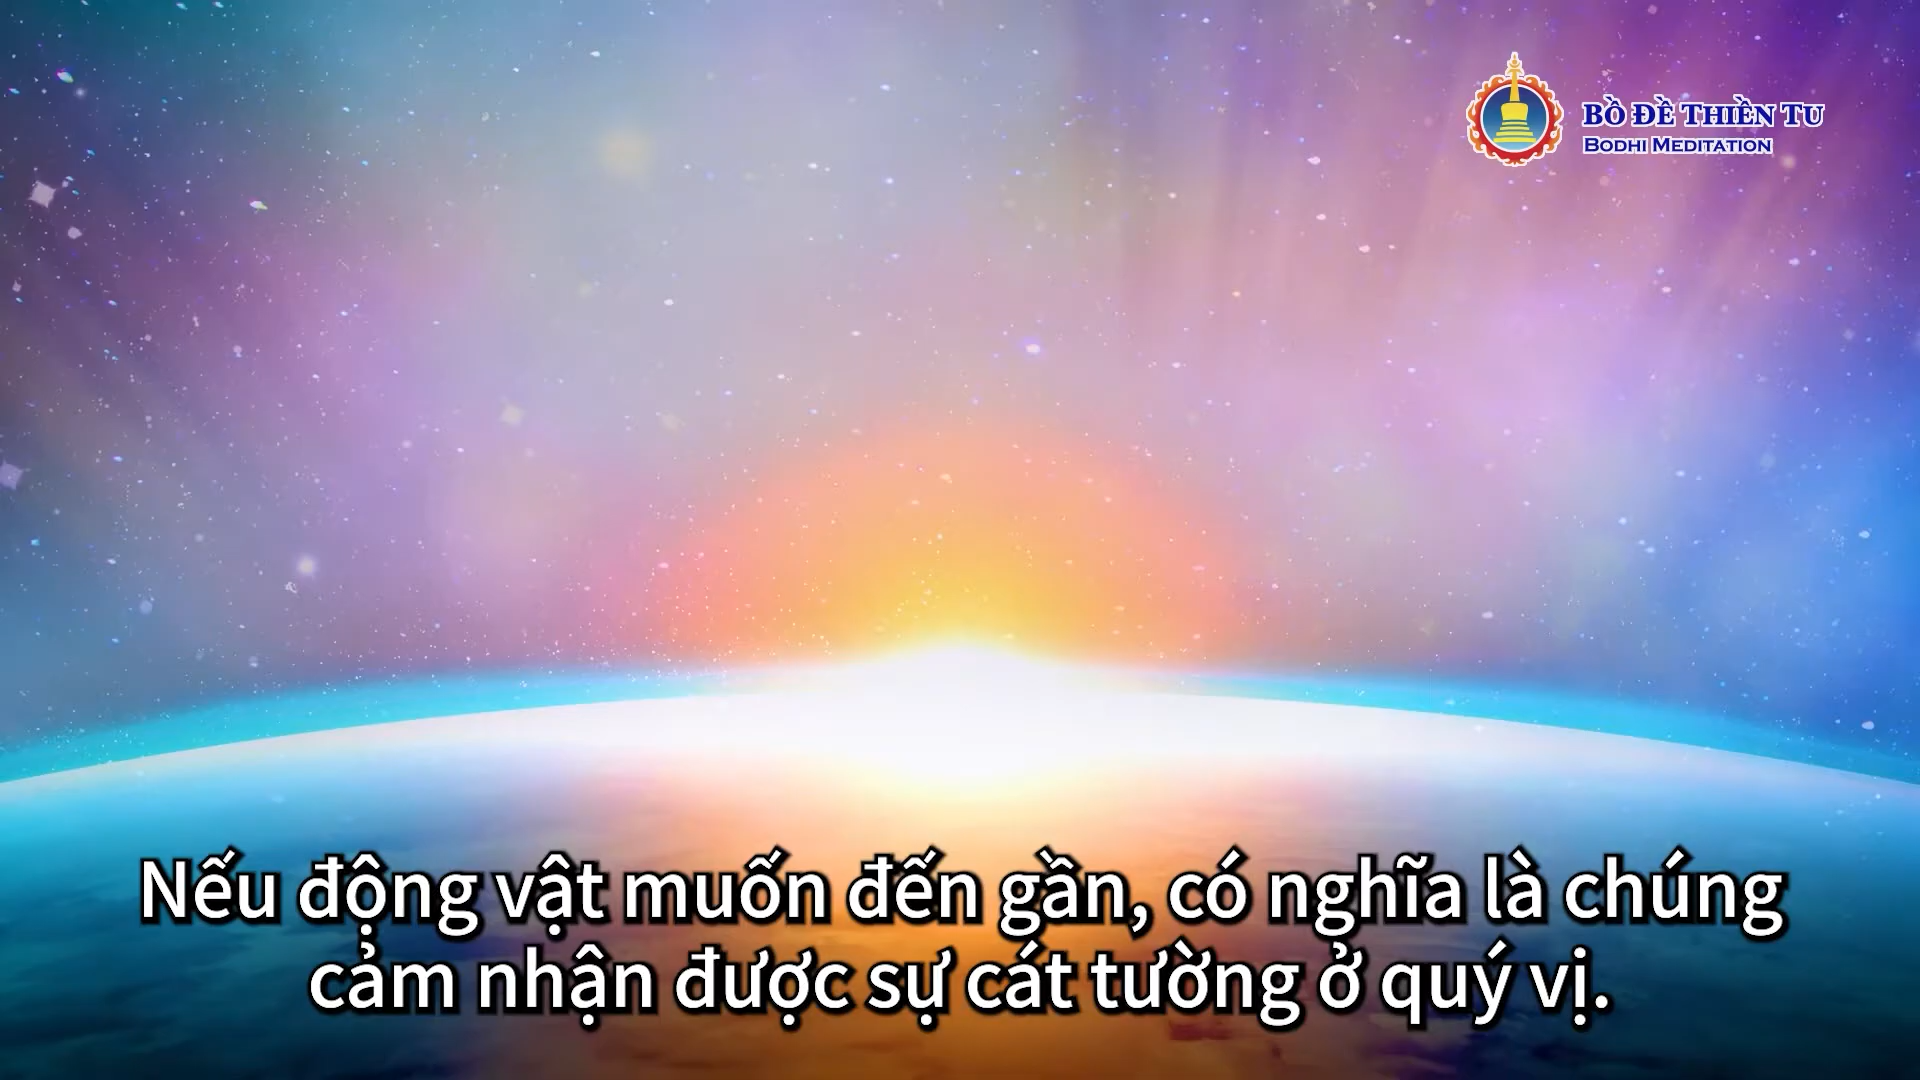 BỒ ĐỀ THIỀN TU
BODHI MEDITATION
Nếu động vật muốn đến gần, có nghĩa là chúng
cảm nhận được sự cát tường ở quý vị.